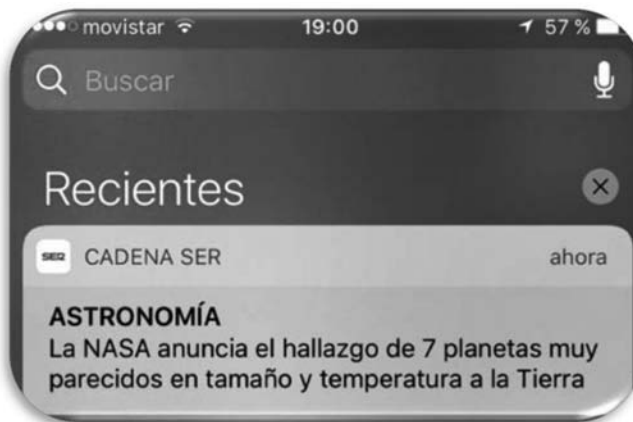 movistar 19:00 57 %
Buscar
Recientes
SER CADENA SER ahora
ASTRONOMÍA
La NASA anuncia el hallazgo de 7 planetas muy
parecidos en tamaño y temperatura a la Tierra